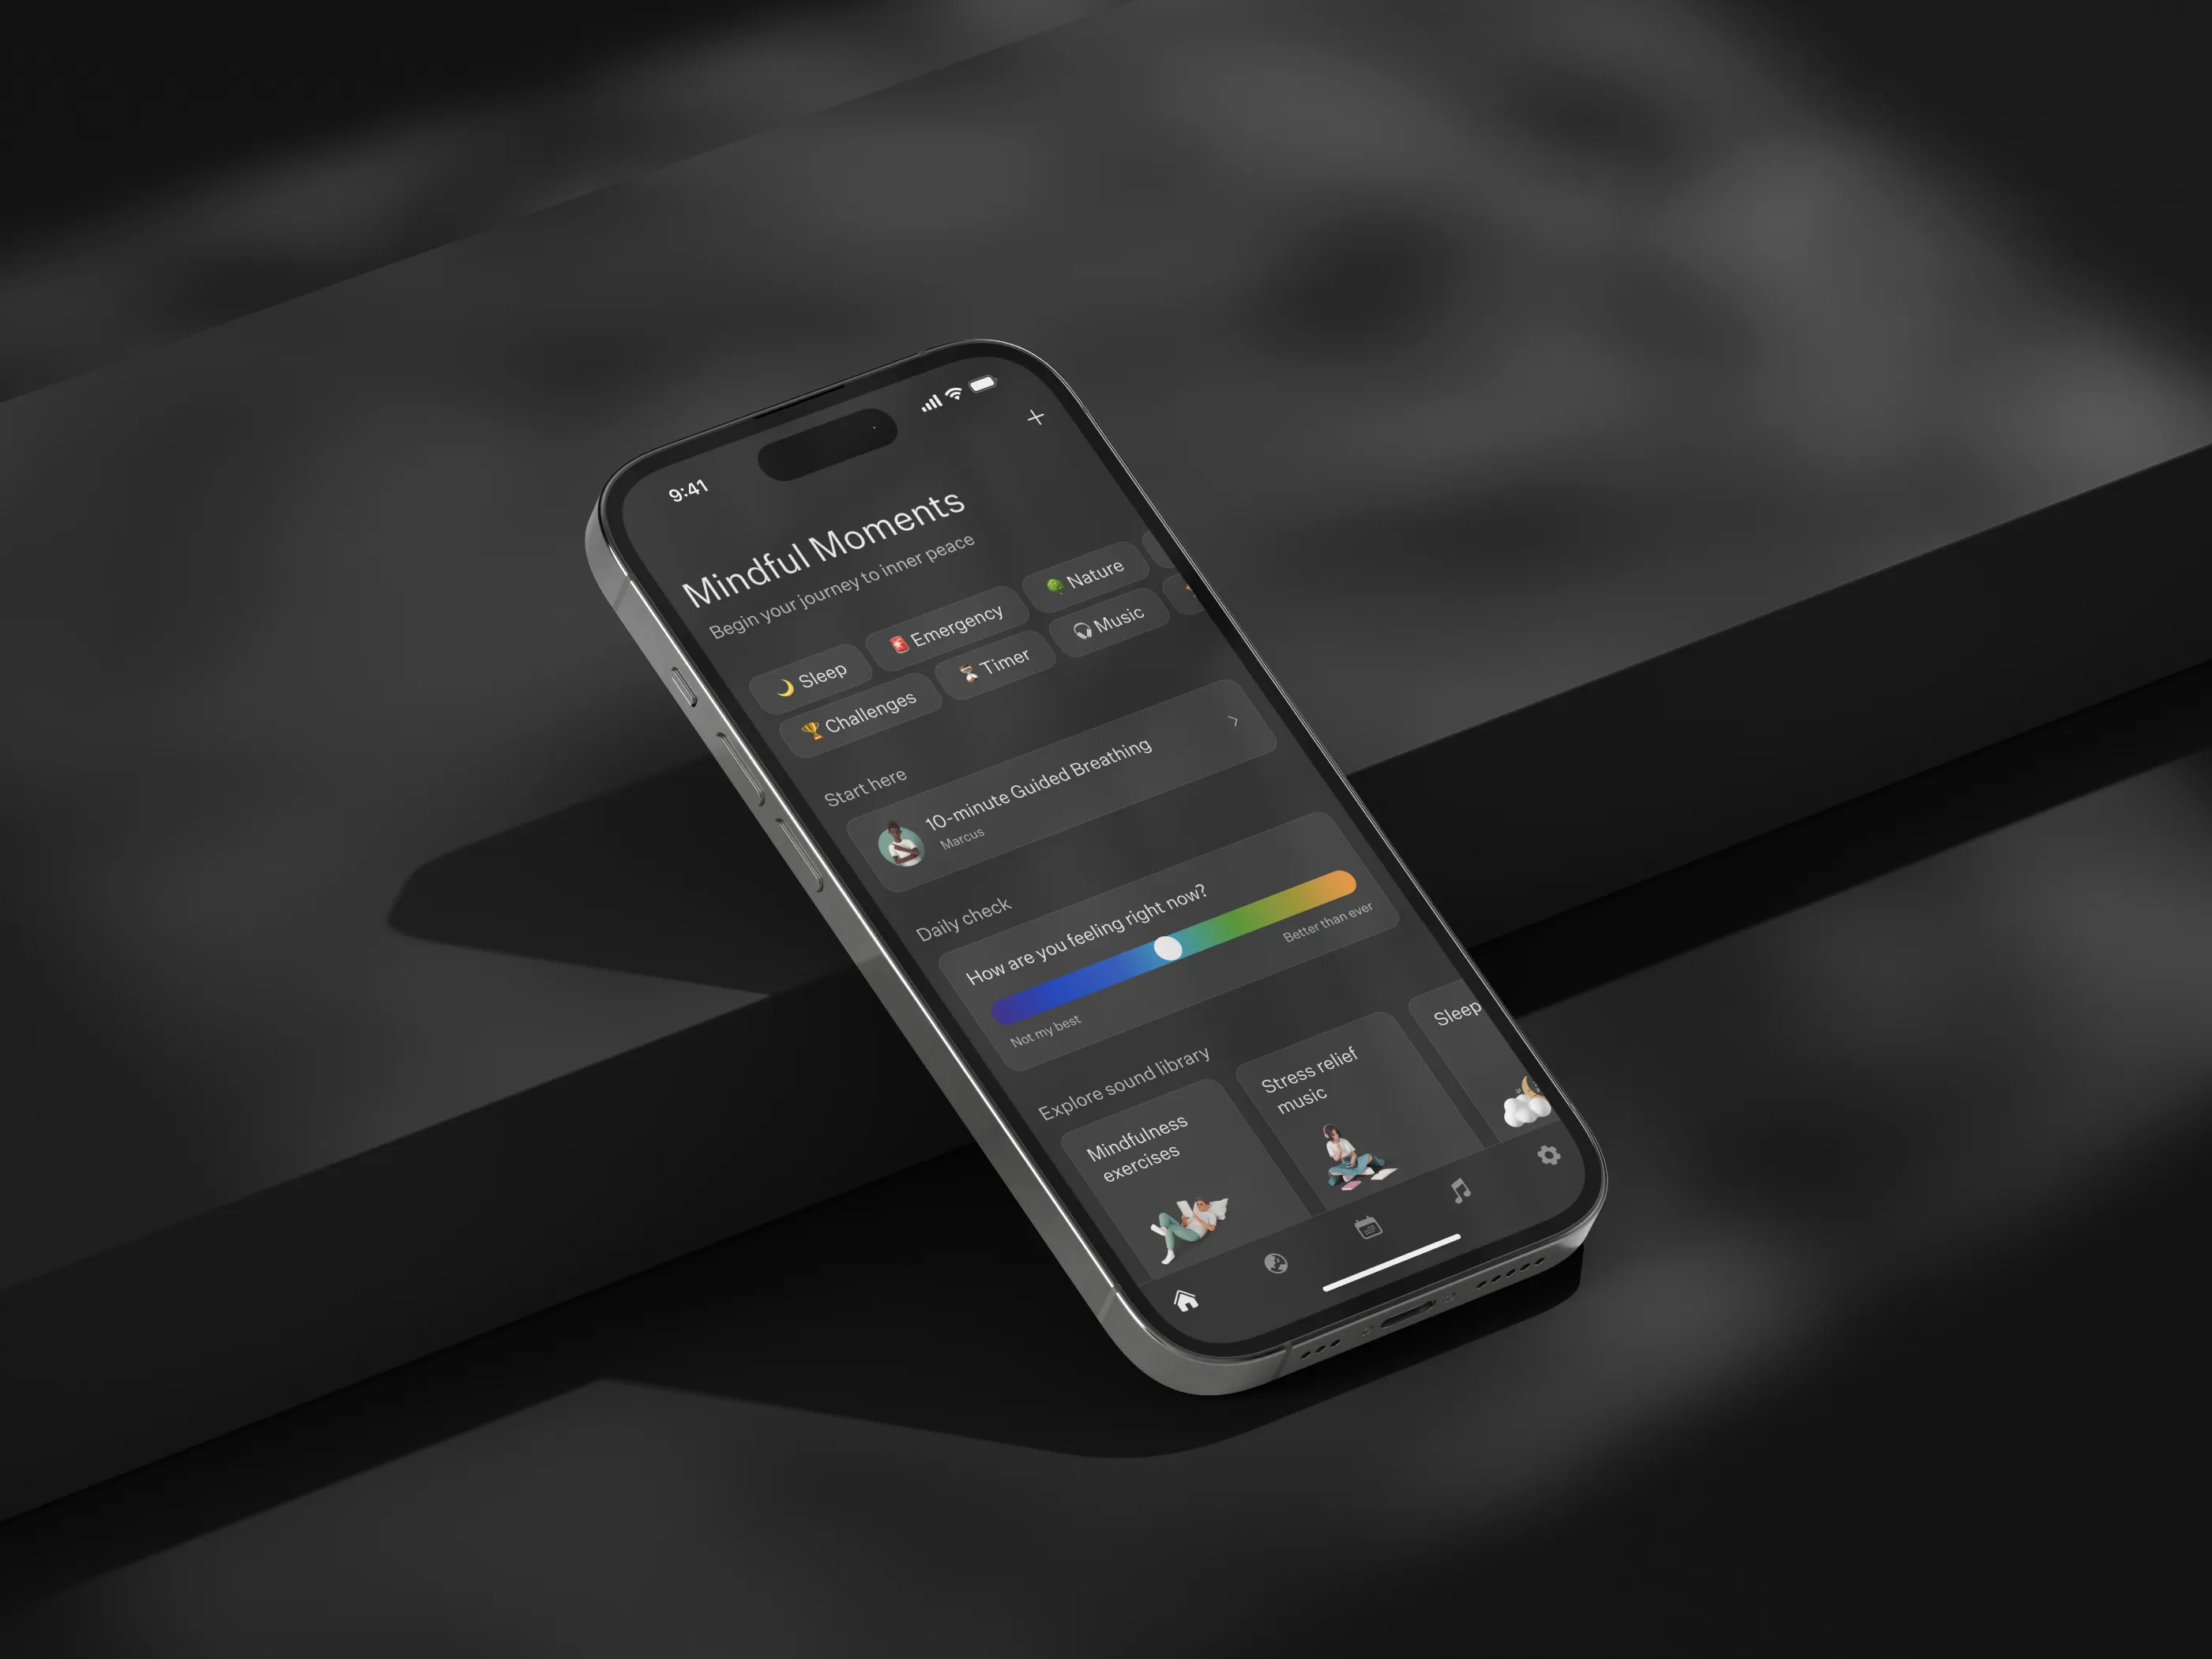 9:41
Mindful Moments
Begin your journey to inner peace
🌙 Sleep
🚨 Emergency
🌳 Nature
🏆 Challenges
⏳ Timer
🎧 Music
Start here
10-minute Guided Breathing
Marcus
Daily check
How are you feeling right now?
Not my best
Better than ever
Explore sound library
Mindfulness
exercises
Stress relief
music
Sleep